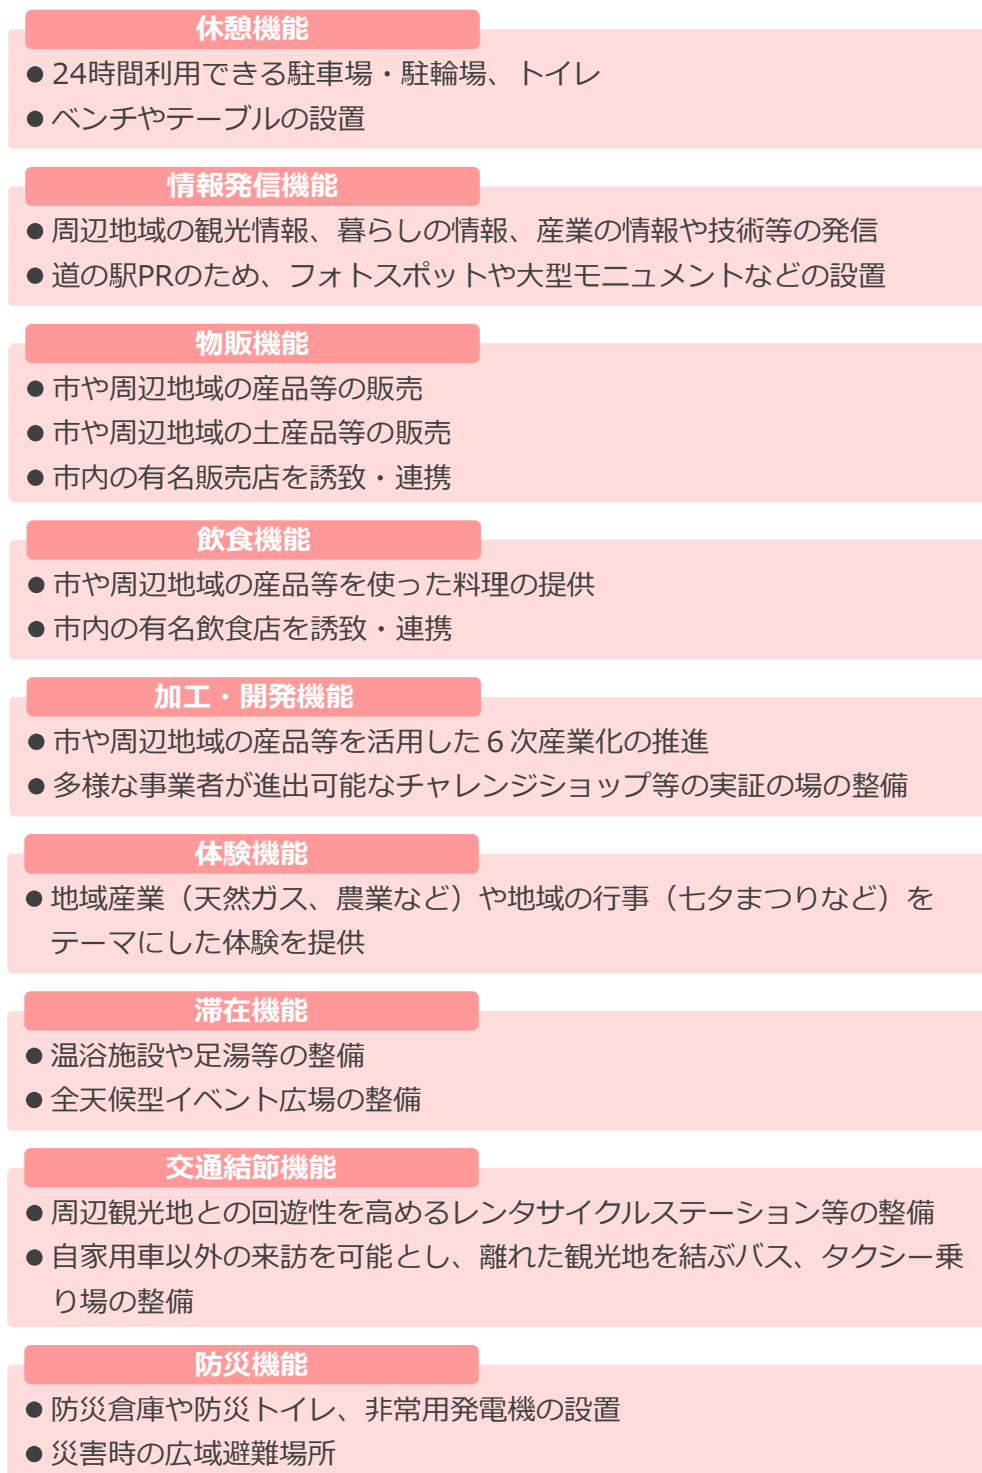 休憩機能
● 24時間利用できる駐車場・駐輪場、トイレ
● ベンチやテーブルの設置
情報発信機能
● 周辺地域の観光情報、暮らしの情報、産業の情報や技術等の発信
● 道の駅PRのため、フォトスポットや大型モニュメントなどの設置
物販機能
● 市や周辺地域の産品等の販売
● 市や周辺地域の土産品等の販売
● 市内の有名販売店を誘致・連携
飲食機能
● 市や周辺地域の産品等を使った料理の提供
● 市内の有名飲食店を誘致・連携
加工・開発機能
● 市や周辺地域の産品等を活用した６次産業化の推進
● 多様な事業者が進出可能なチャレンジショップ等の実証の場の整備
体験機能
● 地域産業（天然ガス、農業など）や地域の行事（七夕まつりなど）を
テーマにした体験を提供
滞在機能
● 温浴施設や足湯等の整備
● 全天候型イベント広場の整備
交通結節機能
● 周辺観光地との回遊性を高めるレンタサイクルステーション等の整備
● 自家用車以外の来訪を可能とし、離れた観光地を結ぶバス、タクシー乗
り場の整備
防災機能
● 防災倉庫や防災トイレ、非常用発電機の設置
● 災害時の広域避難場所